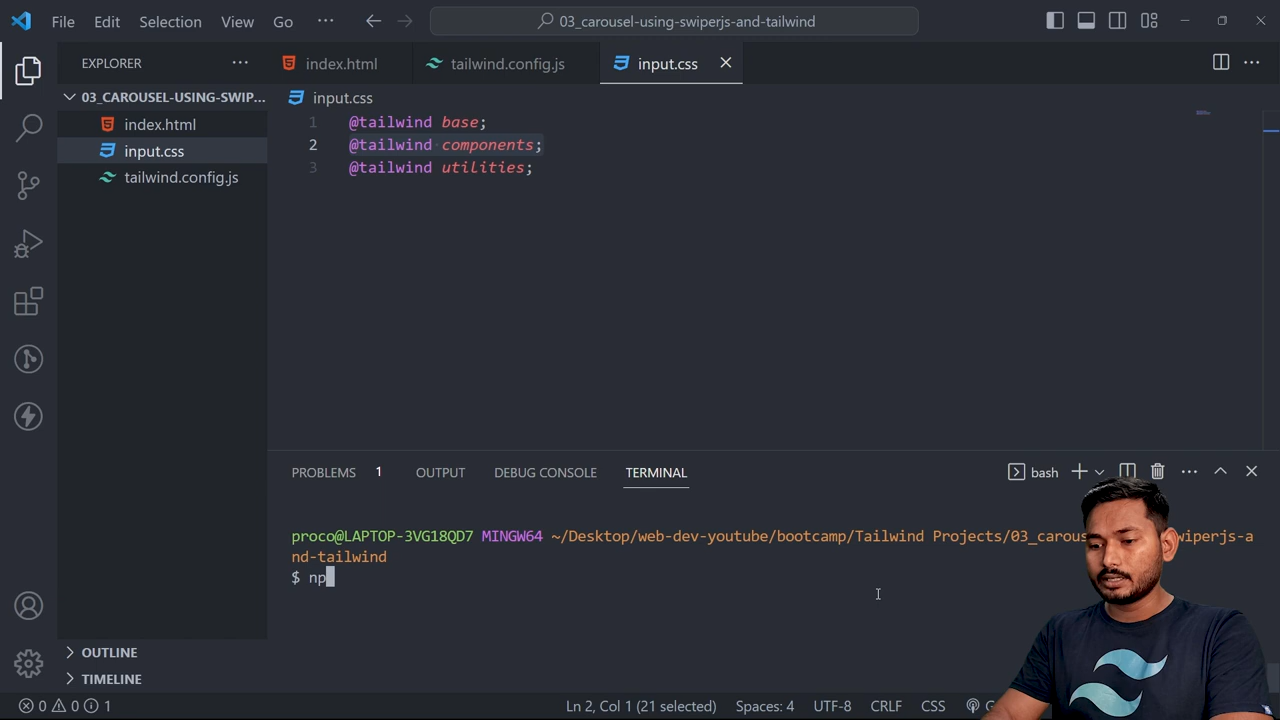 File Edit Selection View Go ··· 03_carousel-using-swiperjs-and-tailwind
EXPLORER ··· index.html tailwind.config.js input.css
03_CAROUSEL-USING-SWIP...
index.html
input.css
tailwind.config.js
input.css
1 @tailwind base;
2 @tailwind components;
3 @tailwind utilities;
PROBLEMS 1 OUTPUT DEBUG CONSOLE TERMINAL bash
proco@LAPTOP-3VG18QD7 MINGW64 ~/Desktop/web-dev-youtube/bootcamp/Tailwind Projects/03_carous wiperjs-a
nd-tailwind
$ np
OUTLINE
TIMELINE
0 0 1 Ln 2, Col 1 (21 selected) Spaces: 4 UTF-8 CRLF CSS